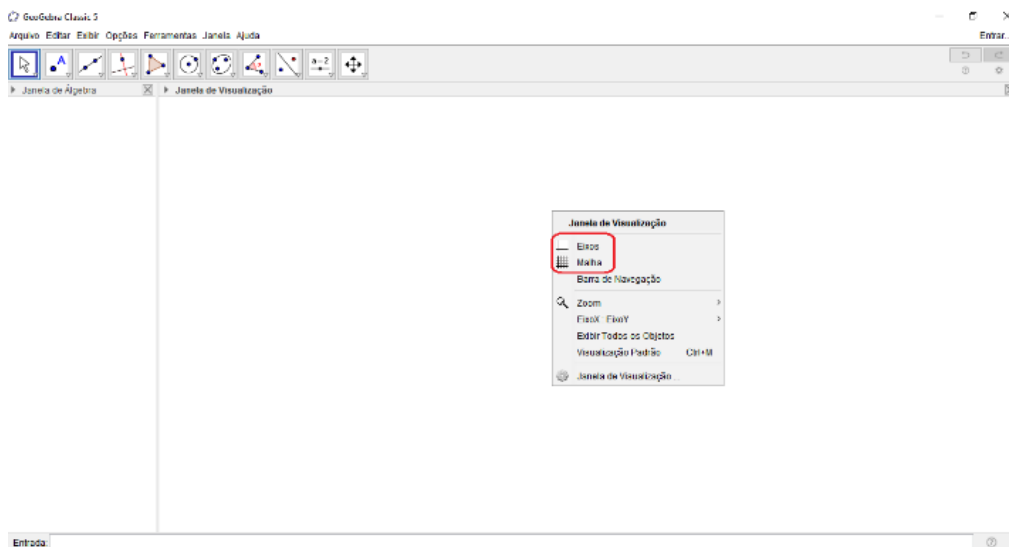 GeoGebra Classic 5
Arquivo Editar Exibir Opções Ferramentas Janela Ajuda
Entrar...
A
a=2
Janela de Álgebra
Janela de Visualização
Janela de Visualização
Eixos
Malha
Barra de Navegação
Zoom
EixoX : EixoY
Exibir Todos os Objetos
Visualização Padrão Ctrl+M
Janela de Visualização ...
Entrada: